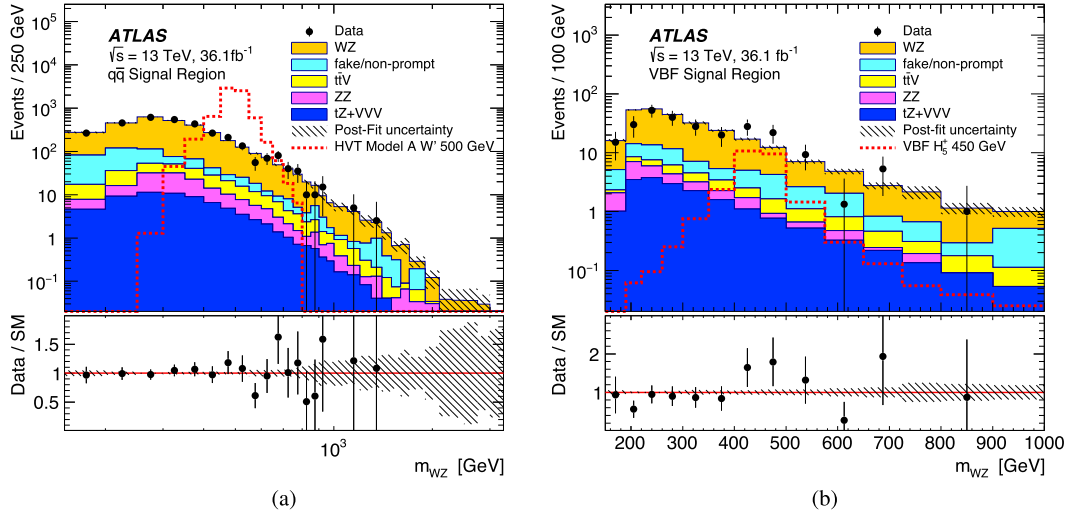 ATLAS
√s = 13 TeV, 36.1fb⁻¹
qq̄ Signal Region
Data
WZ
fake/non-prompt
tt̄V
ZZ
tZ+VVV
Post-Fit uncertainty
HVT Model A W' 500 GeV
Events / 250 GeV
10⁵
10⁴
10³
10²
10
1
10⁻¹
Data / SM
1.5
1
0.5
10³
m_WZ [GeV]
(a)
ATLAS
√s = 13 TeV, 36.1 fb⁻¹
VBF Signal Region
Data
WZ
fake/non-prompt
tt̄V
ZZ
tZ+VVV
Post-fit uncertainty
VBF H₅⁺ 450 GeV
Events / 100 GeV
10³
10²
10
1
10⁻¹
Data / SM
2
1
200 300 400 500 600 700 800 900 1000
m_WZ [GeV]
(b)